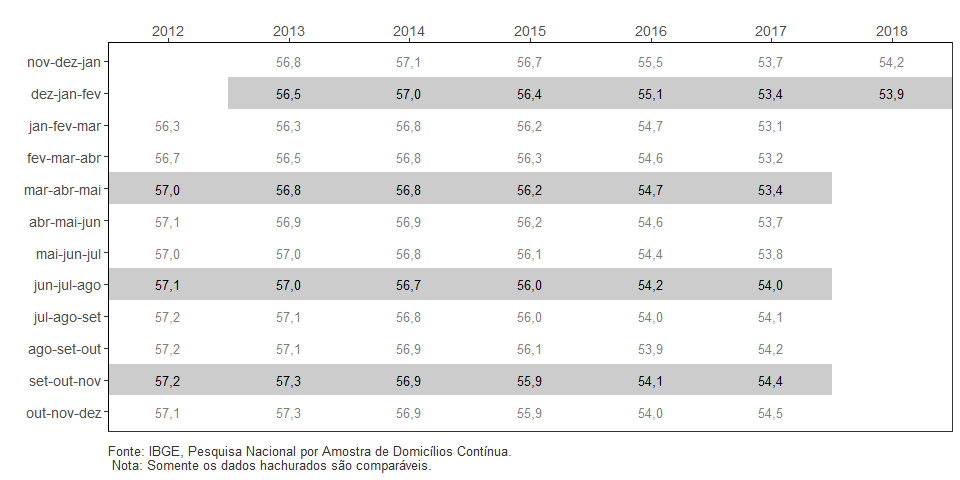 2012 2013 2014 2015 2016 2017 2018
nov-dez-jan 56,8 57,1 56,7 55,5 53,7 54,2
dez-jan-fev 56,5 57,0 56,4 55,1 53,4 53,9
jan-fev-mar 56,3 56,3 56,8 56,2 54,7 53,1
fev-mar-abr 56,7 56,5 56,8 56,3 54,6 53,2
mar-abr-mai 57,0 56,8 56,8 56,2 54,7 53,4
abr-mai-jun 57,1 56,9 56,9 56,2 54,6 53,7
mai-jun-jul 57,0 57,0 56,8 56,1 54,4 53,8
jun-jul-ago 57,1 57,0 56,7 56,0 54,2 54,0
jul-ago-set 57,2 57,1 56,8 56,0 54,0 54,1
ago-set-out 57,2 57,1 56,9 56,1 53,9 54,2
set-out-nov 57,2 57,3 56,9 55,9 54,1 54,4
out-nov-dez 57,1 57,3 56,9 55,9 54,0 54,5
Fonte: IBGE, Pesquisa Nacional por Amostra de Domicílios Contínua.
Nota: Somente os dados hachurados são comparáveis.